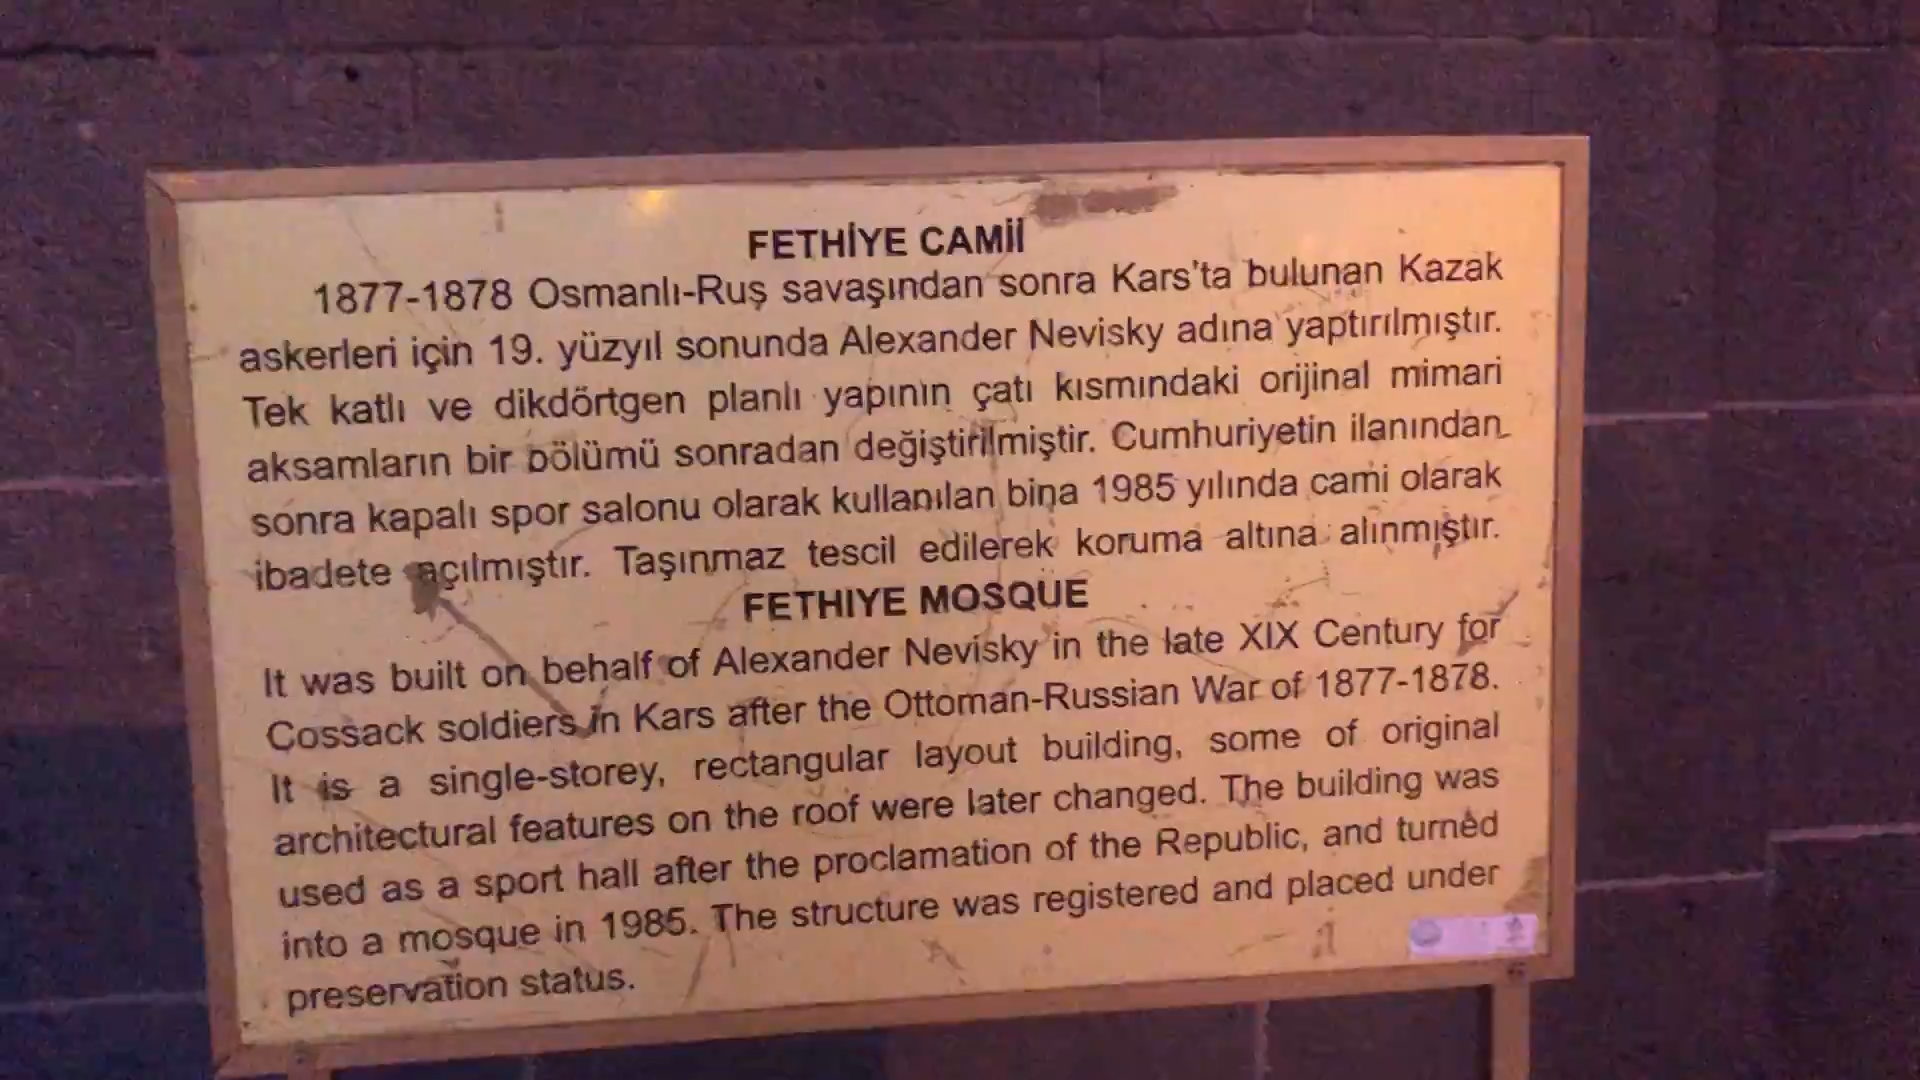 FETHİYE CAMİİ
1877-1878 Osmanlı-Ruş savaşından sonra Kars'ta bulunan Kazak
askerleri için 19. yüzyıl sonunda Alexander Nevisky adına yaptırılmıştır.
Tek katlı ve dikdörtgen planlı yapının çatı kısmındaki orijinal mimari
aksamların bir bölümü sonradan değiştirilmiştir. Cumhuriyetin ilanından
sonra kapalı spor salonu olarak kullanılan bina 1985 yılında cami olarak
ibadete açılmıştır. Taşınmaz tescil edilerek koruma altına alınmıştır.
FETHIYE MOSQUE
It was built on behalf of Alexander Nevisky in the late XIX Century for
Cossack soldiers in Kars after the Ottoman-Russian War of 1877-1878.
It is a single-storey, rectangular layout building, some of original
architectural features on the roof were later changed. The building was
used as a sport hall after the proclamation of the Republic, and turned
into a mosque in 1985. The structure was registered and placed under
preservation status.